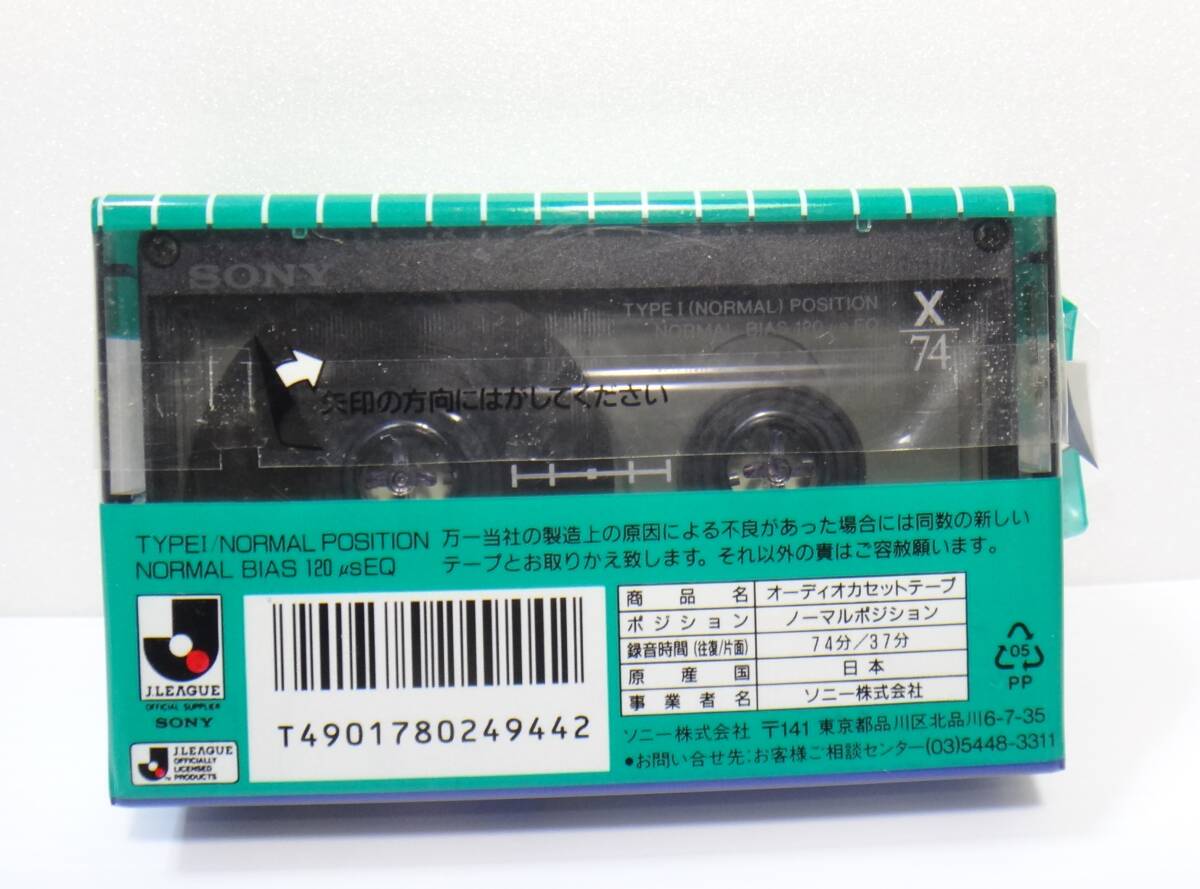 SONY
TYPE I (NORMAL) POSITION
NORMAL BIAS 120 μs EQ
X
74
矢印の方向にはがしてください
TYPEI/NORMAL POSITION
NORMAL BIAS 120 μsEQ
万一当社の製造上の原因による不良があった場合には同数の新しい
テープとお取りかえ致します。それ以外の責はご容赦願います。
J.LEAGUE
OFFICIAL SUPPLIER
SONY
J.LEAGUE
OFFICIALLY
LICENSED
PRODUCTS
T4901780249442
商品名 オーディオカセットテープ
ポジション ノーマルポジション
録音時間(往復/片面) 74分/37分
原産国 日本
事業者名 ソニー株式会社
05
PP
ソニー株式会社 〒141 東京都品川区北品川6-7-35
●お問い合せ先:お客様ご相談センター(03)5448-3311